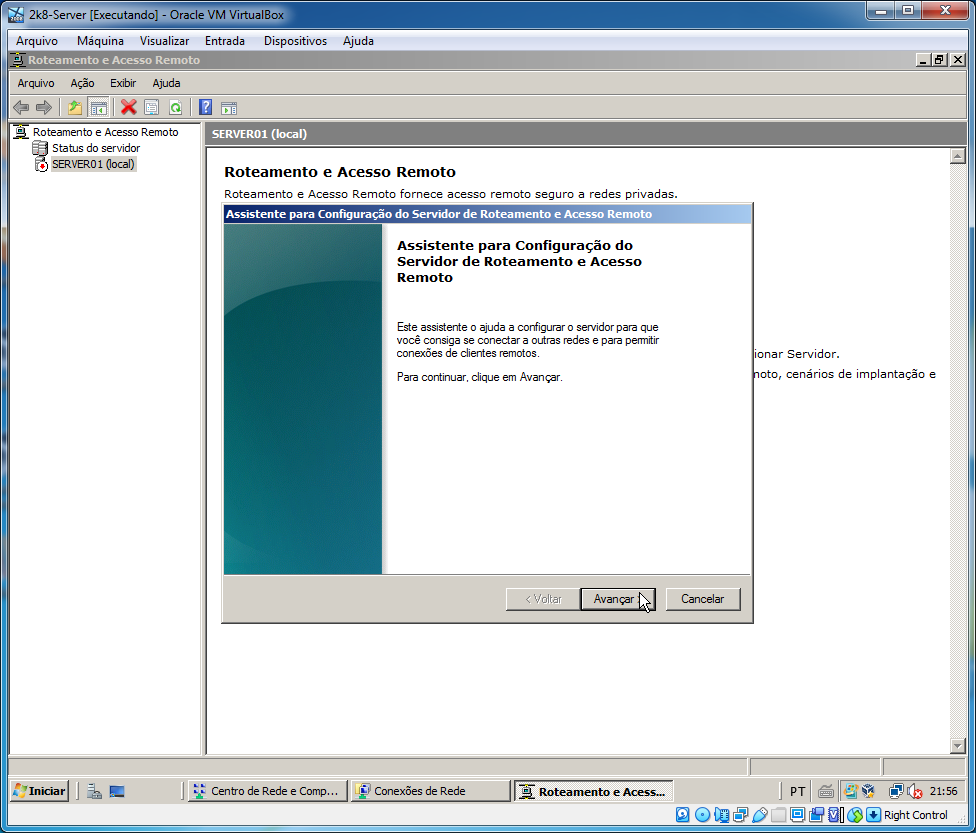 2k8-Server [Executando] - Oracle VM VirtualBox
Arquivo Máquina Visualizar Entrada Dispositivos Ajuda
Roteamento e Acesso Remoto
Arquivo Ação Exibir Ajuda
Roteamento e Acesso Remoto
Status do servidor
SERVER01 (local)
SERVER01 (local)
Roteamento e Acesso Remoto
Roteamento e Acesso Remoto fornece acesso remoto seguro a redes privadas.
Assistente para Configuração do Servidor de Roteamento e Acesso Remoto
Assistente para Configuração do
Servidor de Roteamento e Acesso
Remoto
Este assistente o ajuda a configurar o servidor para que
você consiga se conectar a outras redes e para permitir
conexões de clientes remotos.
Para continuar, clique em Avançar.
ionar Servidor.
moto, cenários de implantação e
< Voltar Avançar Cancelar
Iniciar Centro de Rede e Comp... Conexões de Rede Roteamento e Acess... PT 21:56
Right Control